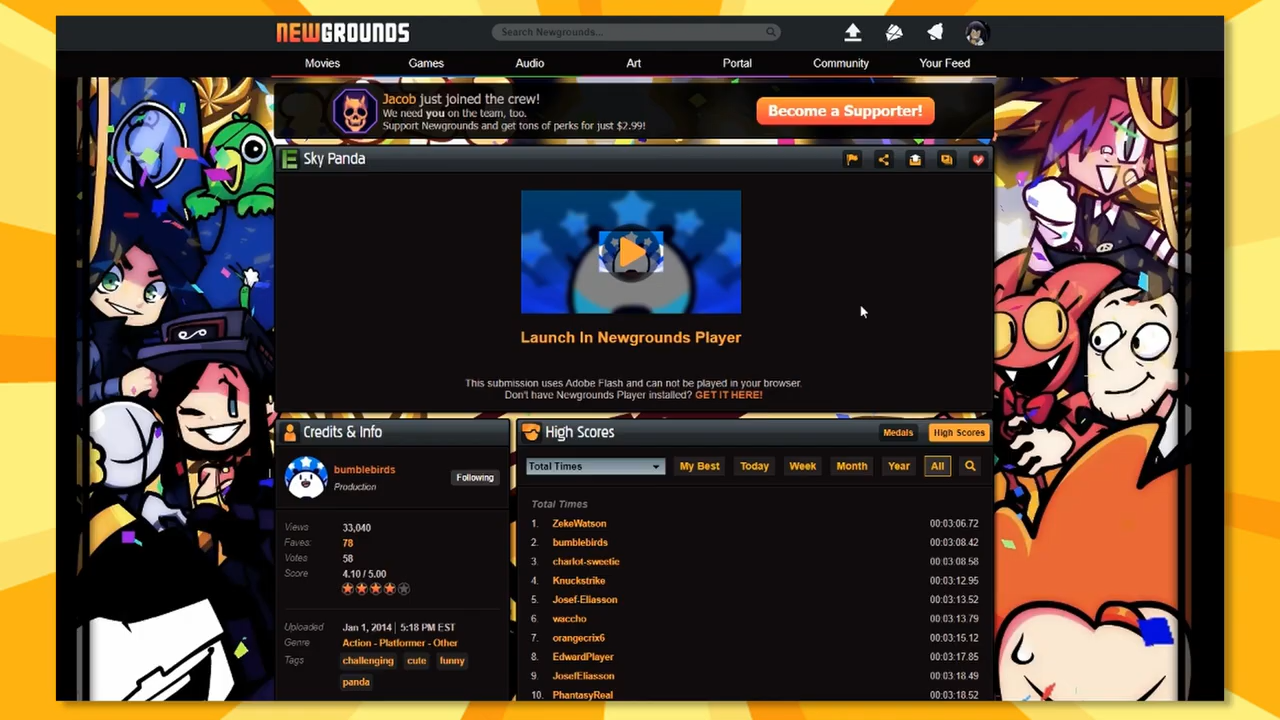 NEWGROUNDS
Search Newgrounds...
Movies
Games
Audio
Art
Portal
Community
Your Feed
Jacob just joined the crew!
We need you on the team, too.
Support Newgrounds and get tons of perks for just $2.99!
Become a Supporter!
E
Sky Panda
Launch In Newgrounds Player
This submission uses Adobe Flash and can not be played in your browser.
Don't have Newgrounds Player installed? GET IT HERE!
Credits & Info
bumblebirds
Production
Following
Views 33,040
Faves: 78
Votes 58
Score 4.10 / 5.00
Uploaded Jan 1, 2014 | 5:18 PM EST
Genre Action - Platformer - Other
Tags challenging cute funny
panda
High Scores
Medals
High Scores
Total Times
My Best
Today
Week
Month
Year
All
Total Times
1. ZekeWatson 00:03:06.72
2. bumblebirds 00:03:08.42
3. charlot-sweetie 00:03:08.58
4. Knuckstrike 00:03:12.95
5. Josef-Eliasson 00:03:13.52
6. waccho 00:03:13.79
7. orangecrix6 00:03:15.12
8. EdwardPlayer 00:03:17.85
9. JosefEliasson 00:03:18.49
10. PhantasyReal 00:03:18.52